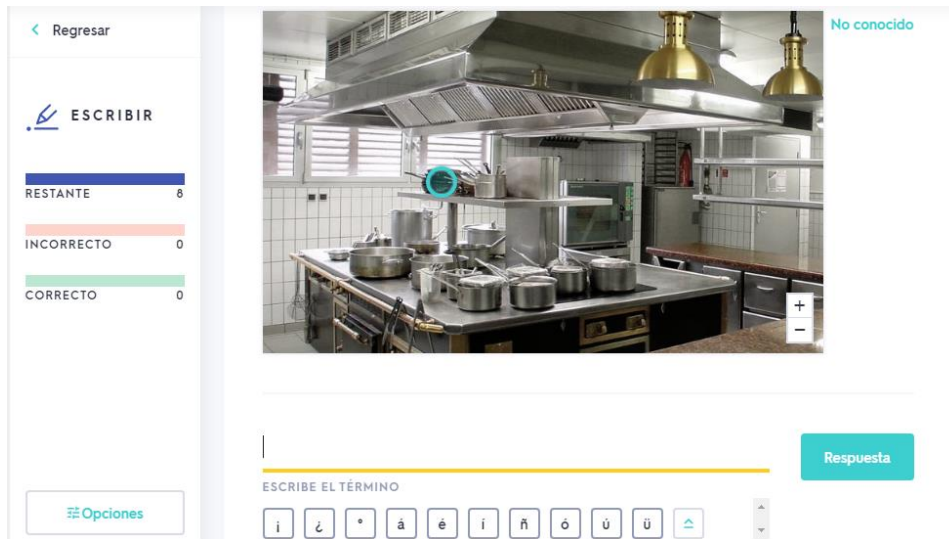 Regresar
ESCRIBIR
RESTANTE 8
INCORRECTO 0
CORRECTO 0
Opciones
No conocido
+
−
Respuesta
ESCRIBE EL TÉRMINO
¡ ¿ ° á é í ñ ó ú ü